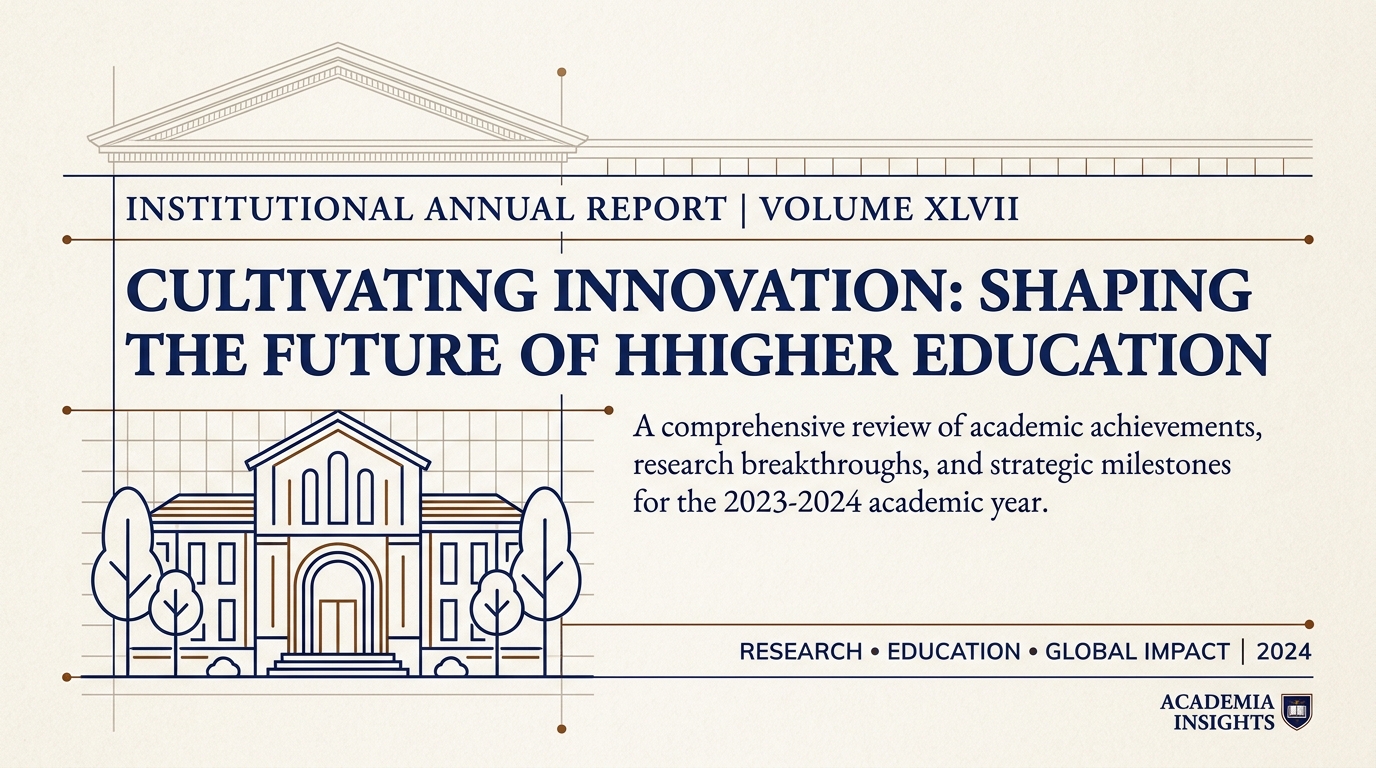 INSTITUTIONAL ANNUAL REPORT | VOLUME XLVII
CULTIVATING INNOVATION: SHAPING
THE FUTURE OF HHIGHER EDUCATION
A comprehensive review of academic achievements,
research breakthroughs, and strategic milestones
for the 2023-2024 academic year.
RESEARCH • EDUCATION • GLOBAL IMPACT | 2024
ACADEMIA
INSIGHTS